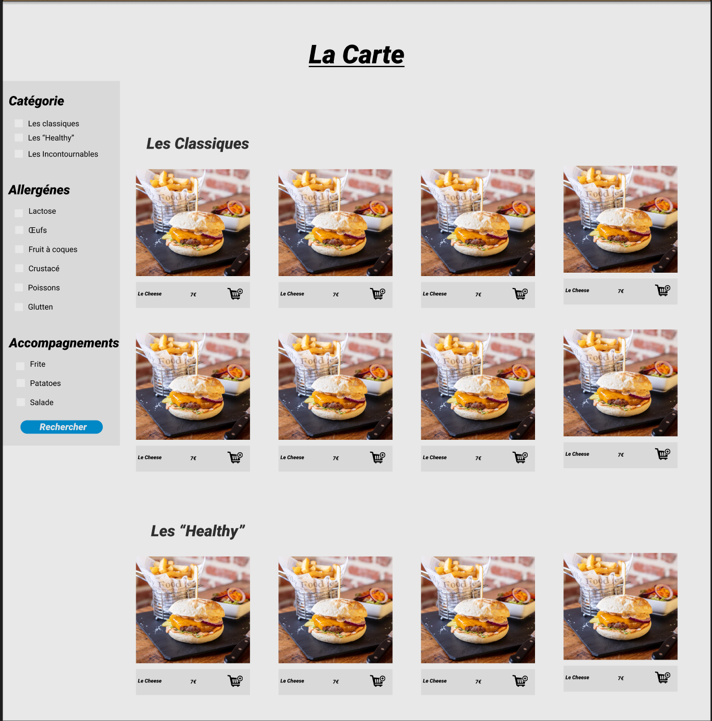 La Carte
Catégorie
Les classiques
Les "Healthy"
Les Incontournables
Allergénes
Lactose
Œufs
Fruit à coques
Crustacé
Poissons
Glutten
Accompagnements
Frite
Patatoes
Salade
Rechercher
Les Classiques
Le Cheese 7€
Le Cheese 7€
Le Cheese 7€
Le Cheese 7€
Le Cheese 7€
Le Cheese 7€
Le Cheese 7€
Le Cheese 7€
Les “Healthy”
Le Cheese 7€
Le Cheese 7€
Le Cheese 7€
Le Cheese 7€